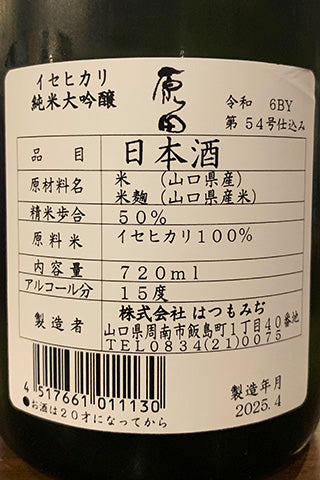 イセヒカリ
純米大吟醸
原田
令和 6BY
第54号仕込み
品目 日本酒
原材料名 米 (山口県産)
米麹 (山口県産米)
精米歩合 50%
原料米 イセヒカリ100%
内容量 720ml
アルコール分 15度
製造者 株式会社 はつもみぢ
山口県周南市飯島町1丁目40番地
TEL0834(21)0075
4 517661 011130
●お酒は20才になってから
製造年月
2025.4